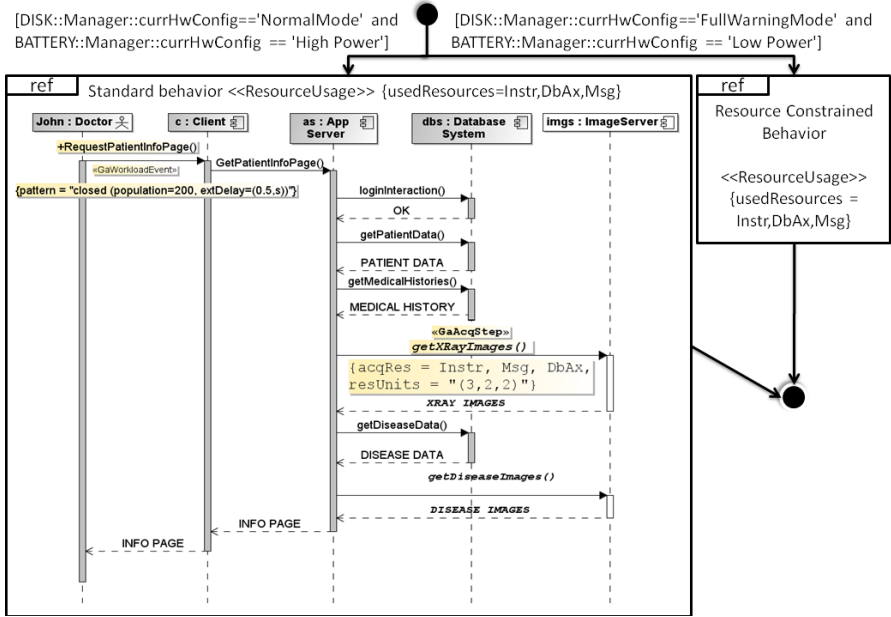 [DISK::Manager::currHwConfig=='NormalMode' and
BATTERY::Manager::currHwConfig == 'High Power']
[DISK::Manager::currHwConfig=='FullWarningMode' and
BATTERY::Manager::currHwConfig == 'Low Power']
ref
Standard behavior <<ResourceUsage>> {usedResources=Instr,DbAx,Msg}
John : Doctor
c : Client
as : App
Server
dbs : Database
System
imgs : ImageServer
+RequestPatientInfoPage()
«GaWorkloadEvent»
GetPatientInfoPage()
{pattern = "closed (population=200, extDelay=(0.5,s))"}
loginInteraction()
OK
getPatientData()
PATIENT DATA
getMedicalHistories()
MEDICAL HISTORY
«GaAcqStep»
getXRayImages()
{acqRes = Instr, Msg, DbAx,
resUnits = "(3,2,2)"}
XRAY IMAGES
getDiseaseData()
DISEASE DATA
getDiseaseImages()
DISEASE IMAGES
INFO PAGE
INFO PAGE
ref
Resource Constrained
Behavior
<<ResourceUsage>>
{usedResources =
Instr,DbAx,Msg}